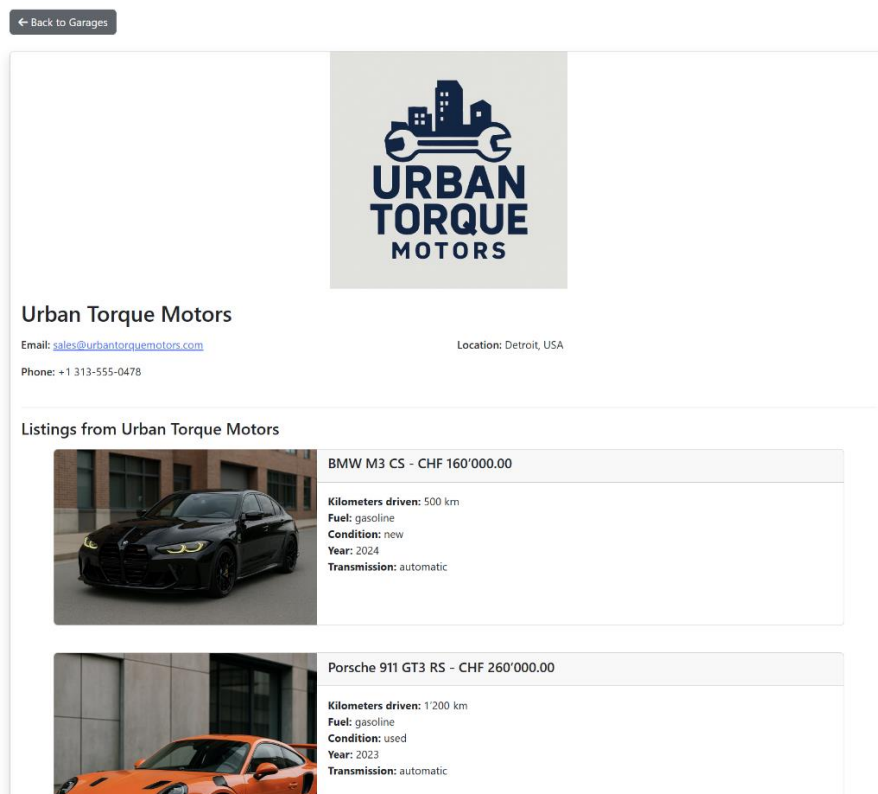 ← Back to Garages
URBAN
TORQUE
MOTORS
Urban Torque Motors
Email: sales@urbantorquemotors.com
Location: Detroit, USA
Phone: +1 313-555-0478
Listings from Urban Torque Motors
BMW M3 CS - CHF 160’000.00
Kilometers driven: 500 km
Fuel: gasoline
Condition: new
Year: 2024
Transmission: automatic
Porsche 911 GT3 RS - CHF 260’000.00
Kilometers driven: 1’200 km
Fuel: gasoline
Condition: used
Year: 2023
Transmission: automatic